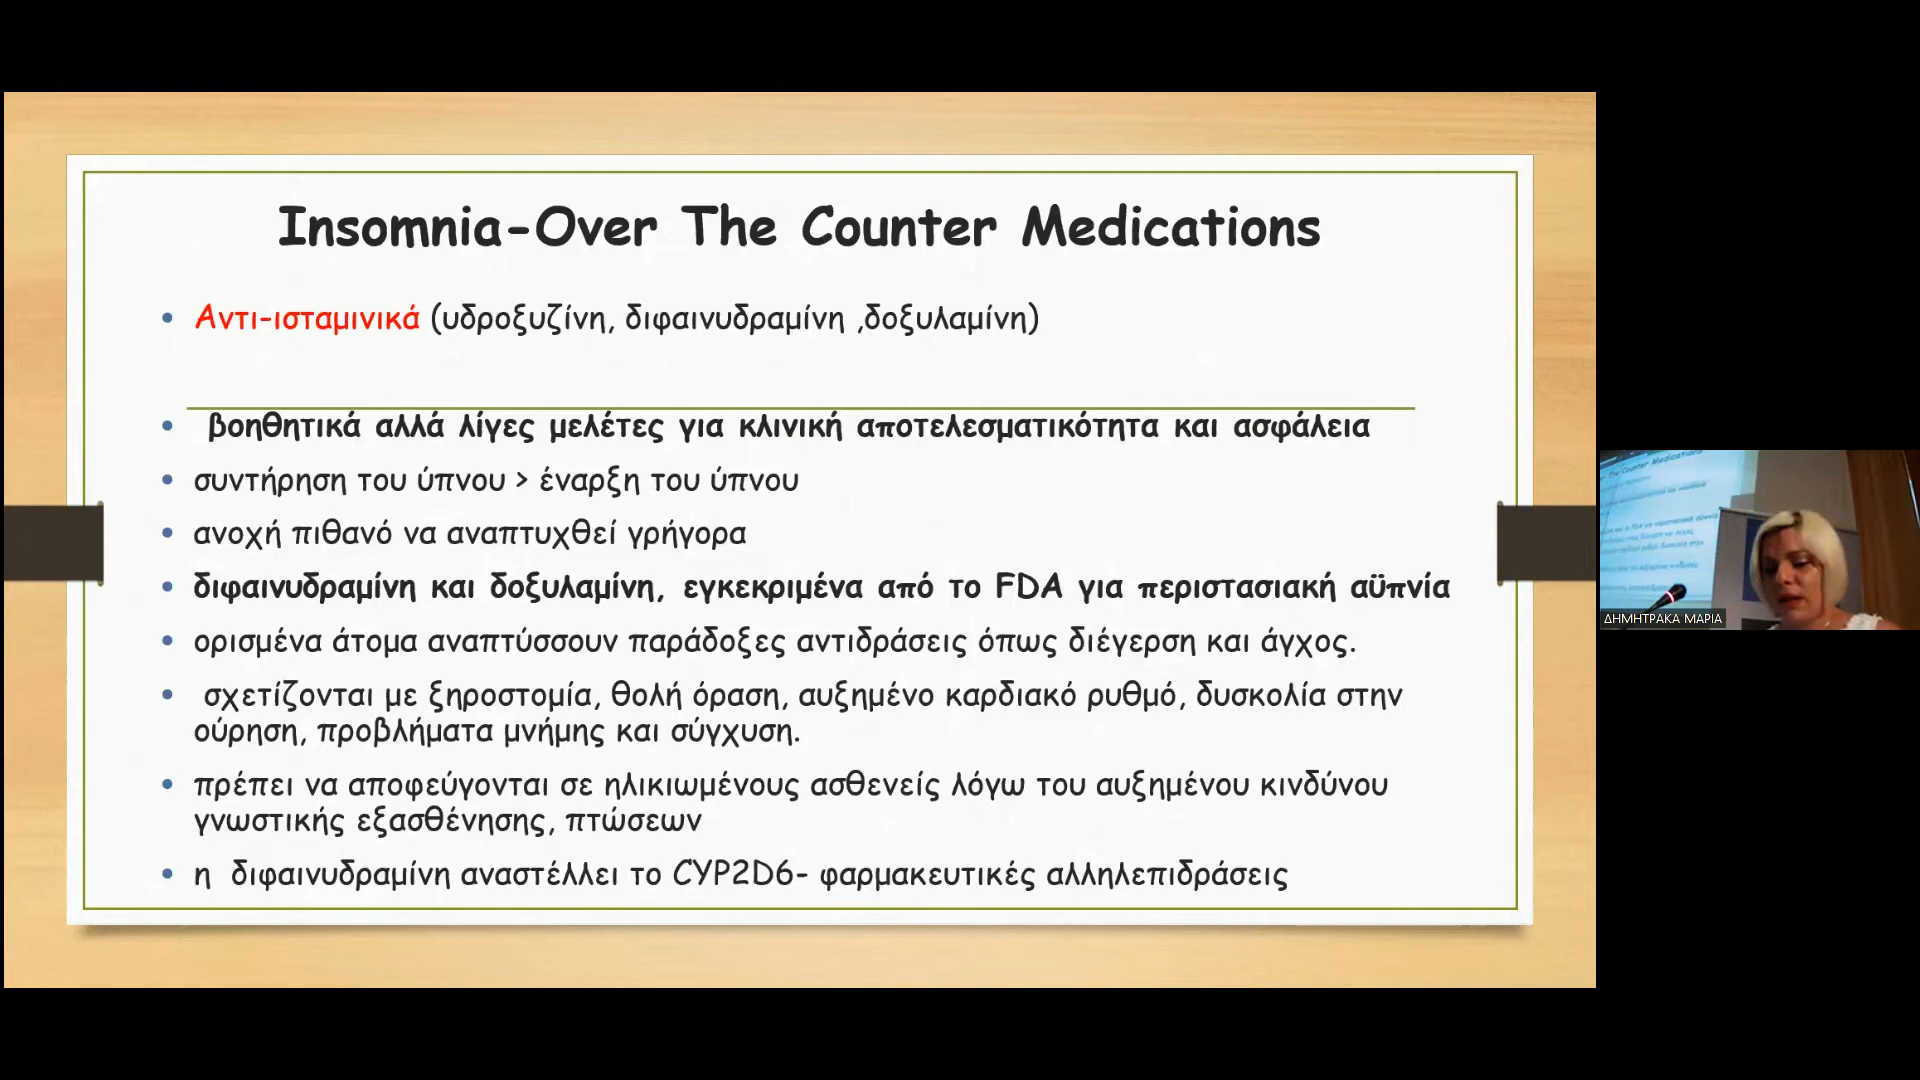 Insomnia-Over The Counter Medications
• Αντι-ισταμινικά (υδροξυζίνη, διφαινυδραμίνη ,δοξυλαμίνη)
• βοηθητικά αλλά λίγες μελέτες για κλινική αποτελεσματικότητα και ασφάλεια
• συντήρηση του ύπνου > έναρξη του ύπνου
• ανοχή πιθανό να αναπτυχθεί γρήγορα
• διφαινυδραμίνη και δοξυλαμίνη, εγκεκριμένα από το FDA για περιστασιακή αϋπνία
• ορισμένα άτομα αναπτύσσουν παράδοξες αντιδράσεις όπως διέγερση και άγχος.
• σχετίζονται με ξηροστομία, θολή όραση, αυξημένο καρδιακό ρυθμό, δυσκολία στην
ούρηση, προβλήματα μνήμης και σύγχυση.
• πρέπει να αποφεύγονται σε ηλικιωμένους ασθενείς λόγω του αυξημένου κινδύνου
γνωστικής εξασθένησης, πτώσεων
• η διφαινυδραμίνη αναστέλλει το CYP2D6- φαρμακευτικές αλληλεπιδράσεις
The Counter Medications
ΔΗΜΗΤΡΑΚΑ ΜΑΡΙΑ